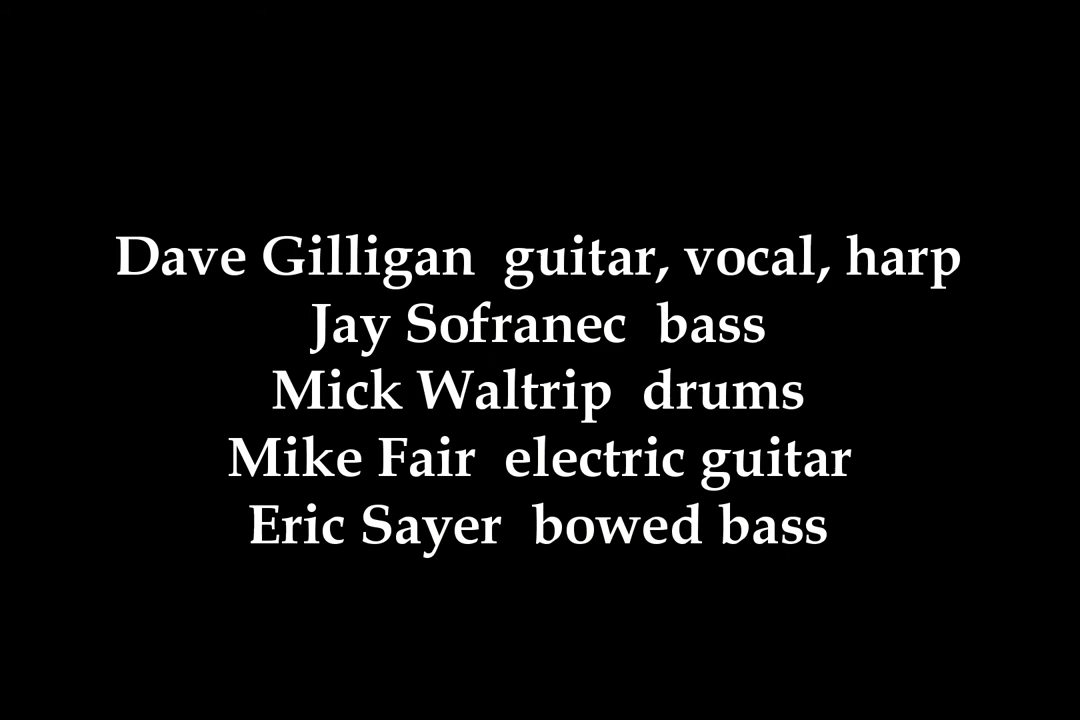 Dave Gilligan  guitar, vocal, harp
Jay Sofranec  bass
Mick Waltrip  drums
Mike Fair  electric guitar
Eric Sayer  bowed bass